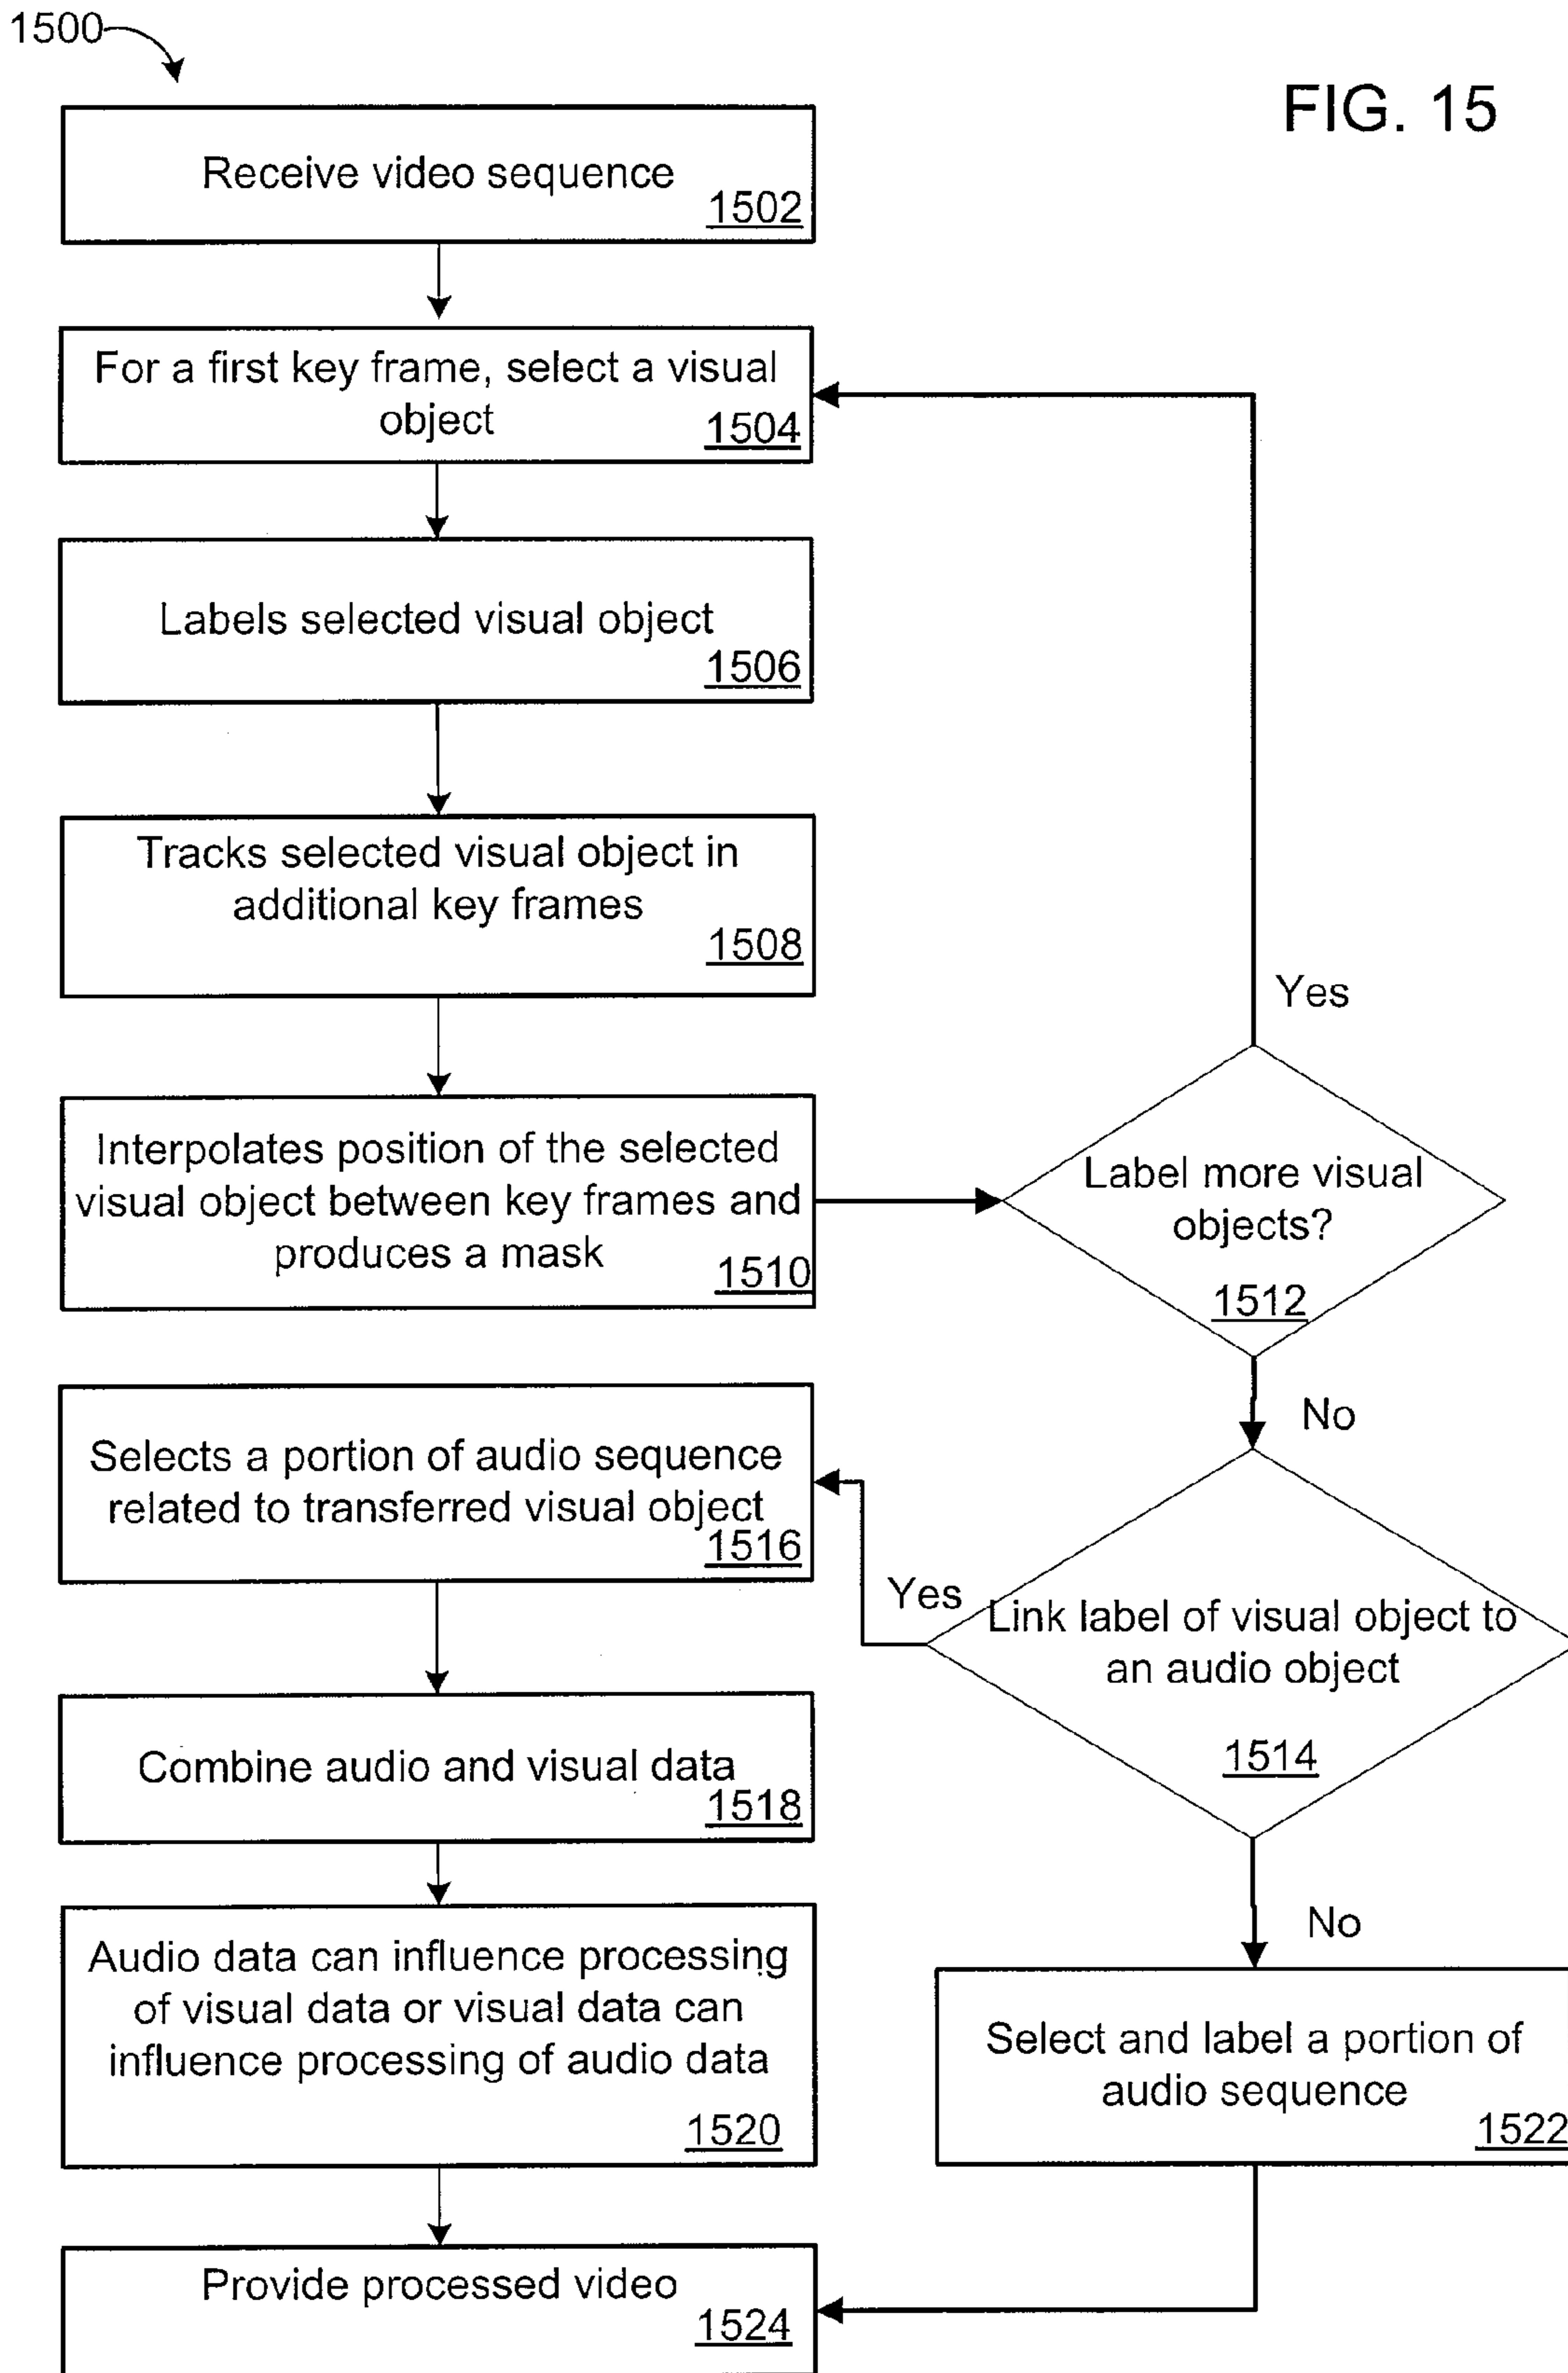 1500
FIG. 15
Receive video sequence
1502
For a first key frame, select a visual
object
1504
Labels selected visual object
1506
Tracks selected visual object in
additional key frames
1508
Yes
Interpolates position of the selected
visual object between key frames and
produces a mask
1510
Label more visual
objects?
1512
No
Selects a portion of audio sequence
related to transferred visual object
1516
Yes
Link label of visual object to
an audio object
1514
Combine audio and visual data
1518
No
Audio data can influence processing
of visual data or visual data can
influence processing of audio data
1520
Select and label a portion of
audio sequence
1522
Provide processed video
1524